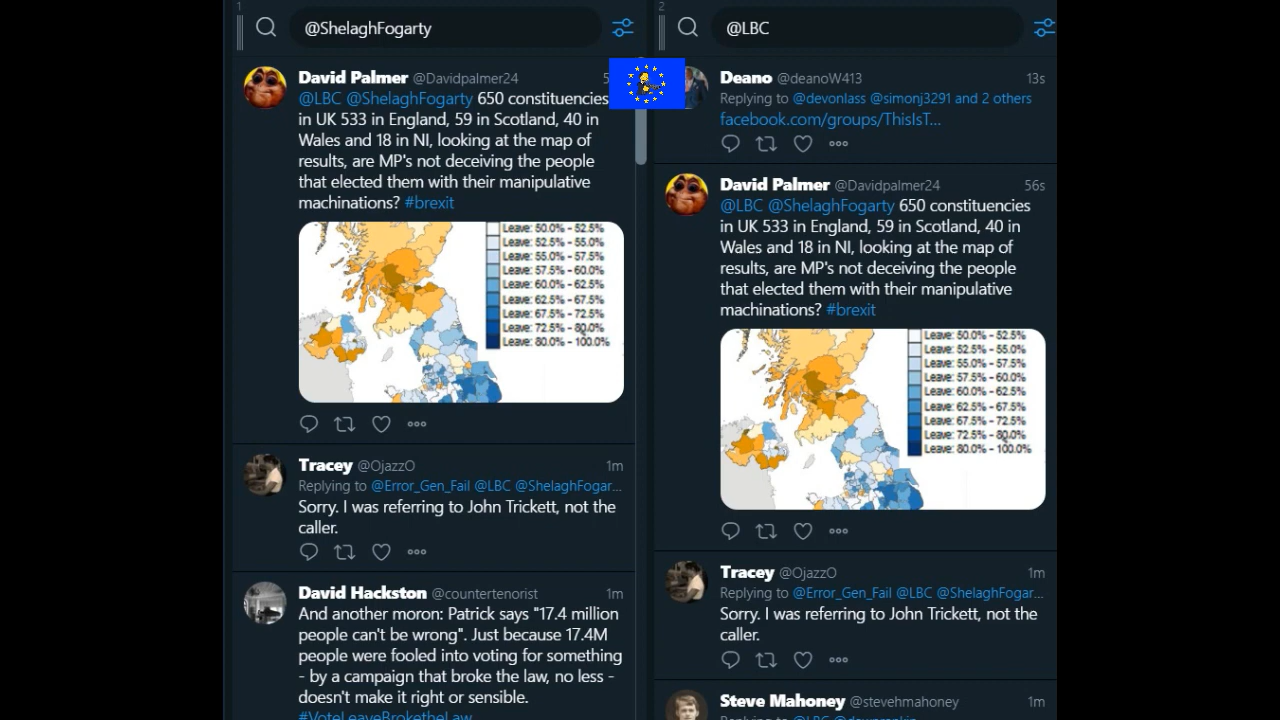 1
@ShelaghFogarty
David Palmer @Davidpalmer24
@LBC @ShelaghFogarty 650 constituencies
in UK 533 in England, 59 in Scotland, 40 in
Wales and 18 in NI, looking at the map of
results, are MP's not deceiving the people
that elected them with their manipulative
machinations? #brexit
Leave: 50.0% - 52.5%
Leave: 52.5% - 55.0%
Leave: 55.0% - 57.5%
Leave: 57.5% - 60.0%
Leave: 60.0% - 62.5%
Leave: 62.5% - 67.5%
Leave: 67.5% - 72.5%
Leave: 72.5% - 80.0%
Leave: 80.0% - 100.0%
Tracey @OjazzO 1m
Replying to @Error_Gen_Fail @LBC @ShelaghFogar...
Sorry. I was referring to John Trickett, not the
caller.
David Hackston @countertenorist 1m
And another moron: Patrick says "17.4 million
people can't be wrong". Just because 17.4M
people were fooled into voting for something
- by a campaign that broke the law, no less -
doesn't make it right or sensible.
#VoteLeaveBroketheLaw
2
@LBC
Deano @deanoW413 13s
Replying to @devonlass @simonj3291 and 2 others
facebook.com/groups/ThisIsT...
David Palmer @Davidpalmer24 56s
@LBC @ShelaghFogarty 650 constituencies
in UK 533 in England, 59 in Scotland, 40 in
Wales and 18 in NI, looking at the map of
results, are MP's not deceiving the people
that elected them with their manipulative
machinations? #brexit
Leave: 50.0% - 52.5%
Leave: 52.5% - 55.0%
Leave: 55.0% - 57.5%
Leave: 57.5% - 60.0%
Leave: 60.0% - 62.5%
Leave: 62.5% - 67.5%
Leave: 67.5% - 72.5%
Leave: 72.5% - 80.0%
Leave: 80.0% - 100.0%
Tracey @OjazzO 1m
Replying to @Error_Gen_Fail @LBC @ShelaghFogar...
Sorry. I was referring to John Trickett, not the
caller.
Steve Mahoney @stevehmahoney 1m
Replying to @LBC